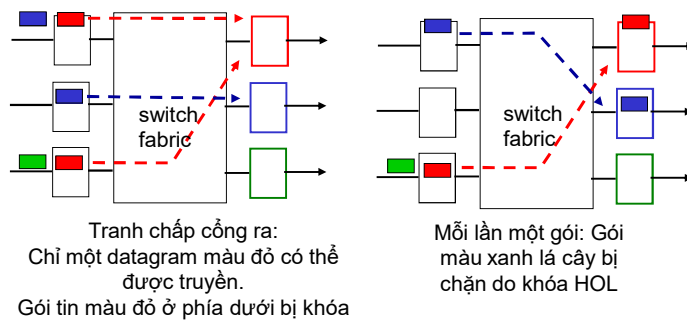 switch
fabric
Tranh chấp cổng ra:
Chỉ một datagram màu đỏ có thể
được truyền.
Gói tin màu đỏ ở phía dưới bị khóa
switch
fabric
Mỗi lần một gói: Gói
màu xanh lá cây bị
chặn do khóa HOL